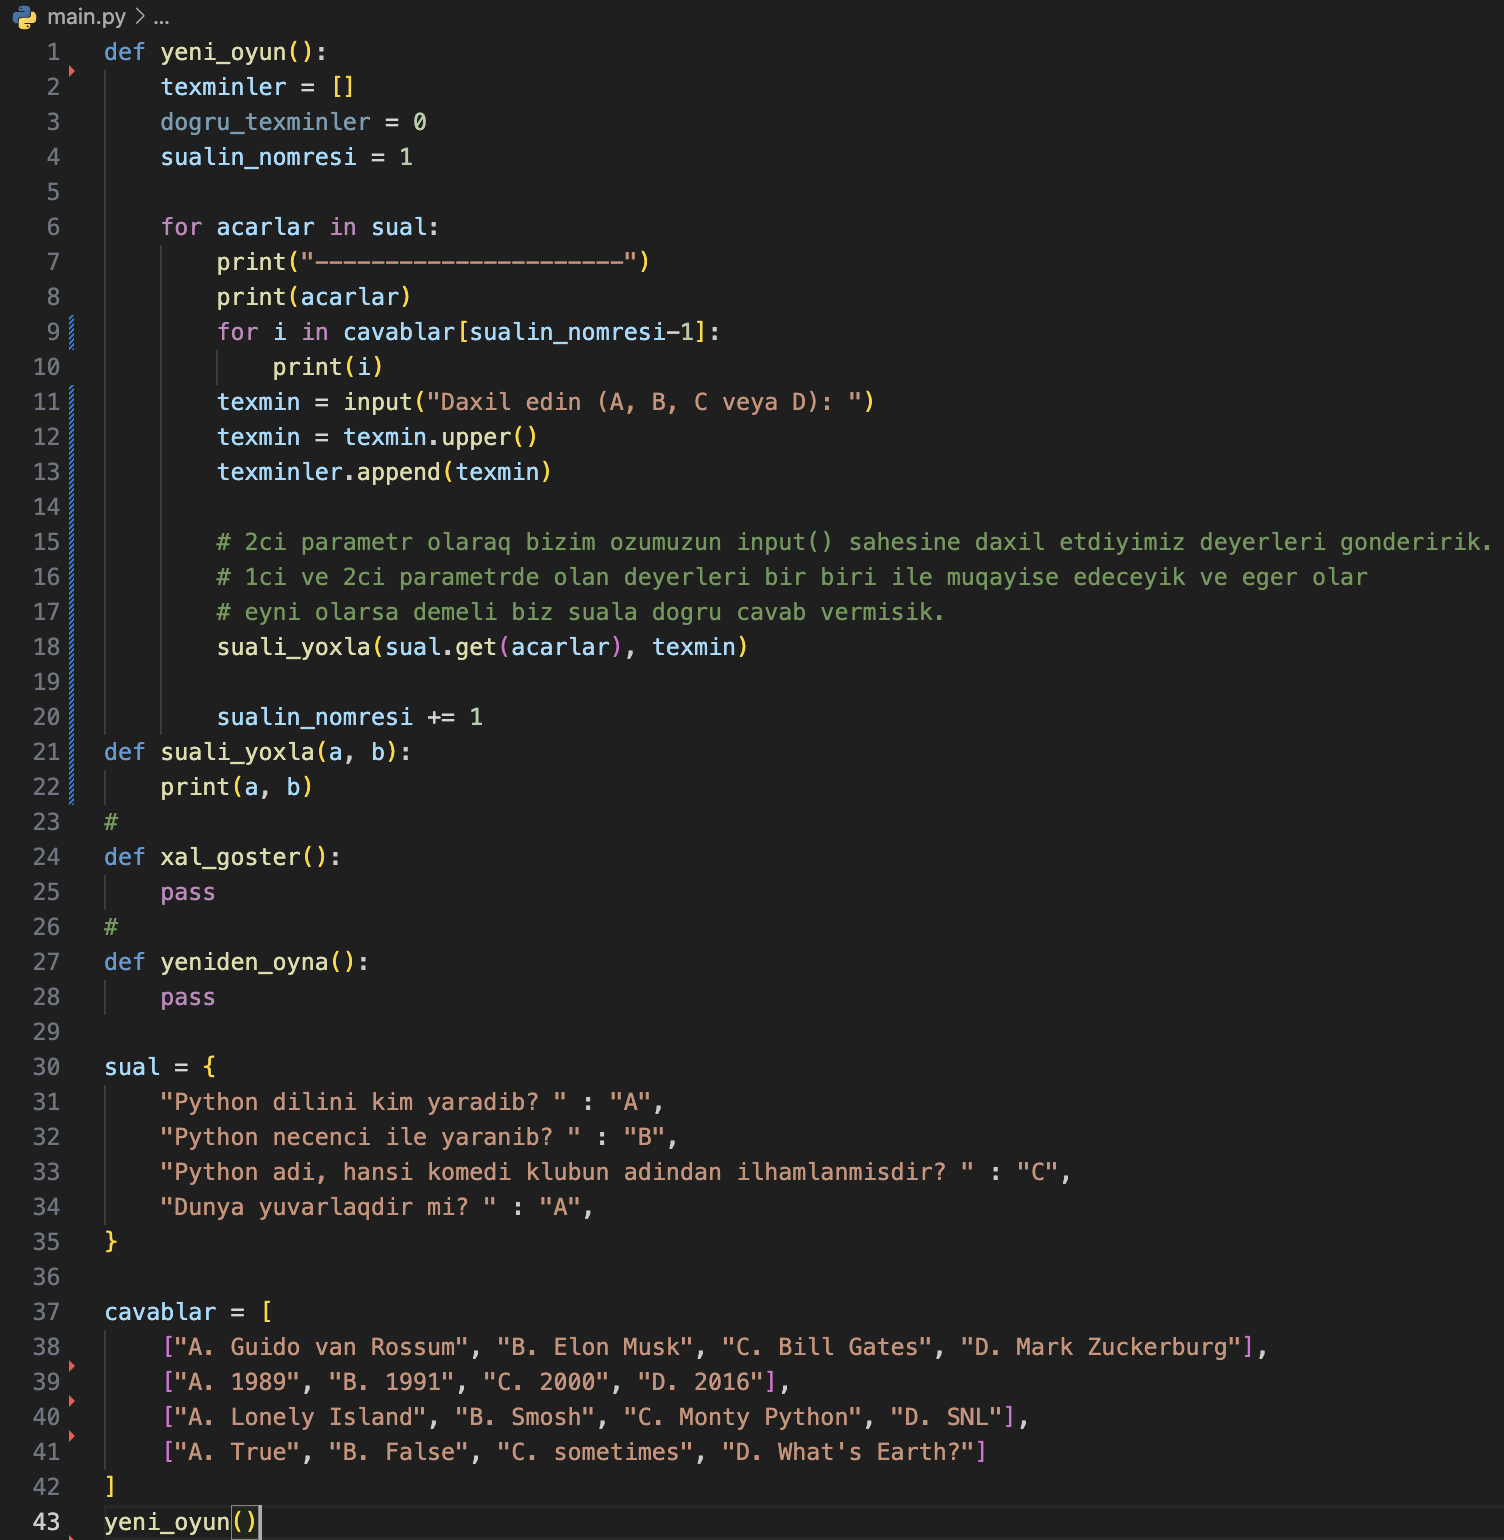 main.py > ...
1 def yeni_oyun():
2     texminler = []
3     dogru_texminler = 0
4     sualin_nomresi = 1
5
6     for acarlar in sual:
7         print("----------------------")
8         print(acarlar)
9         for i in cavablar[sualin_nomresi-1]:
10             print(i)
11         texmin = input("Daxil edin (A, B, C veya D): ")
12         texmin = texmin.upper()
13         texminler.append(texmin)
14
15         # 2ci parametr olaraq bizim ozumuzun input() sahesine daxil etdiyimiz deyerleri gonderirik.
16         # 1ci ve 2ci parametrde olan deyerleri bir biri ile muqayise edeceyik ve eger olar
17         # eyni olarsa demeli biz suala dogru cavab vermisik.
18         suali_yoxla(sual.get(acarlar), texmin)
19
20         sualin_nomresi += 1
21 def suali_yoxla(a, b):
22     print(a, b)
23 #
24 def xal_goster():
25     pass
26 #
27 def yeniden_oyna():
28     pass
29
30 sual = {
31     "Python dilini kim yaradib? " : "A",
32     "Python necenci ile yaranib? " : "B",
33     "Python adi, hansi komedi klubun adindan ilhamlanmisdir? " : "C",
34     "Dunya yuvarlaqdir mi? " : "A",
35 }
36
37 cavablar = [
38     ["A. Guido van Rossum", "B. Elon Musk", "C. Bill Gates", "D. Mark Zuckerburg"],
39     ["A. 1989", "B. 1991", "C. 2000", "D. 2016"],
40     ["A. Lonely Island", "B. Smosh", "C. Monty Python", "D. SNL"],
41     ["A. True", "B. False", "C. sometimes", "D. What's Earth?"]
42 ]
43 yeni_oyun()